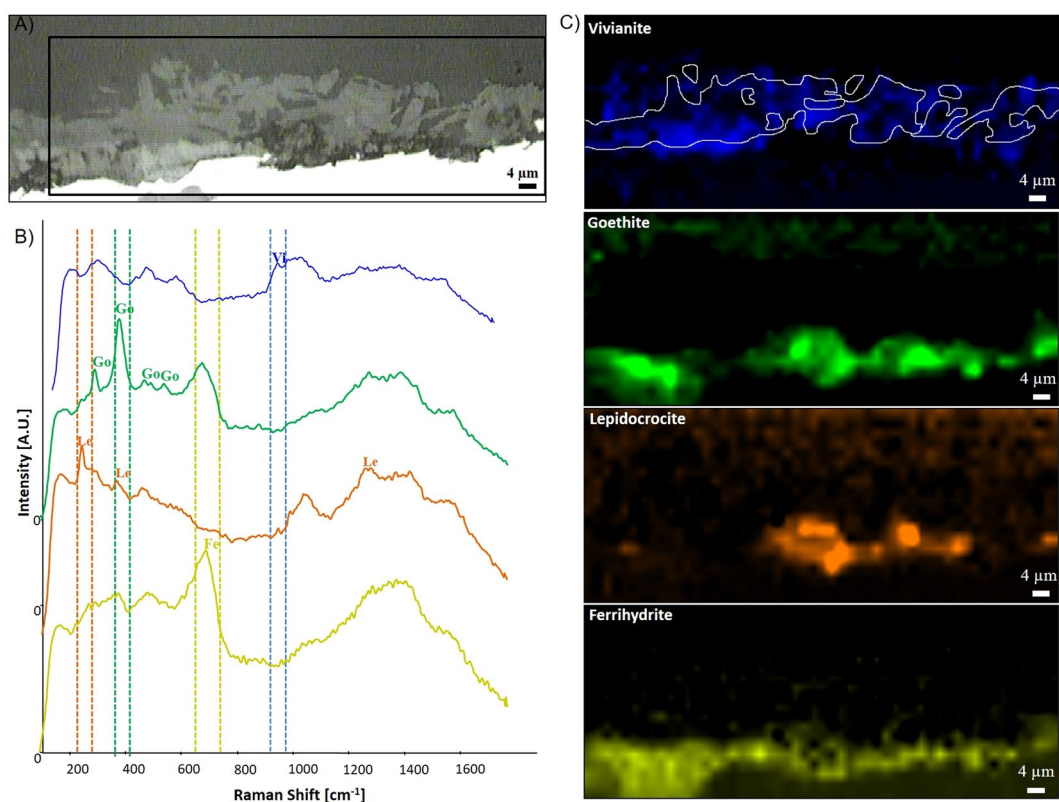 A)
4 µm
B)
Intensity [A.U.]
Vi
Go
Go
Go Go
Le
Le
Le
Fe
0
0
0
200 400 600 800 1000 1200 1400 1600
Raman Shift [cm⁻¹]
C)
Vivianite
4 µm
Goethite
4 µm
Lepidocrocite
4 µm
Ferrihydrite
4 µm